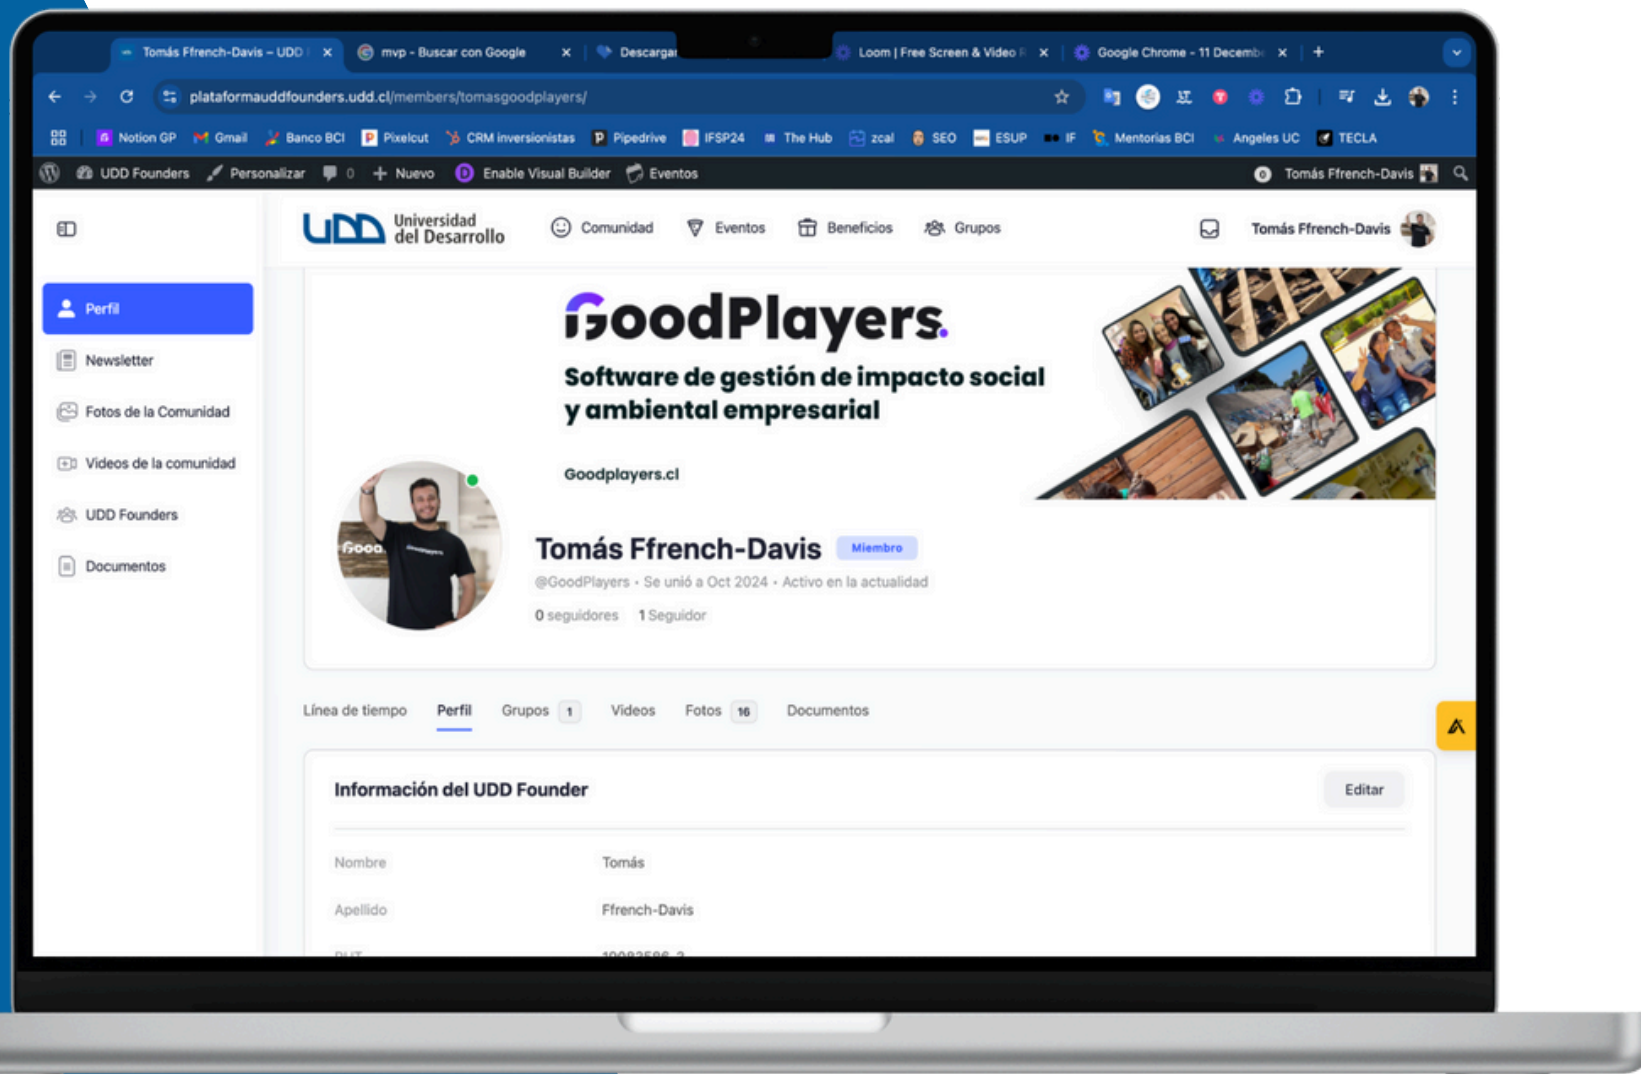 Tomás Ffrench-Davis – UDD
mvp - Buscar con Google
Descargar
Loom | Free Screen & Video R
Google Chrome - 11 Decembe
plataformauddfounders.udd.cl/members/tomasgoodplayers/
Notion GP
Gmail
Banco BCI
Pixelcut
CRM inversionistas
Pipedrive
IFSP24
The Hub
zcal
SEO
ESUP
IF
Mentorias BCI
Angeles UC
TECLA
UDD Founders
Personalizar
0
Nuevo
Enable Visual Builder
Eventos
0
Tomás Ffrench-Davis
UDD Universidad
del Desarrollo
Comunidad
Eventos
Beneficios
Grupos
Tomás Ffrench-Davis
Perfil
Newsletter
Fotos de la Comunidad
Videos de la comunidad
UDD Founders
Documentos
GoodPlayers.
Software de gestión de impacto social
y ambiental empresarial
Goodplayers.cl
Tomás Ffrench-Davis
Miembro
@GoodPlayers • Se unió a Oct 2024 • Activo en la actualidad
0 seguidores 1 Seguidor
Línea de tiempo
Perfil
Grupos 1
Videos
Fotos 16
Documentos
Información del UDD Founder
Editar
Nombre Tomás
Apellido Ffrench-Davis